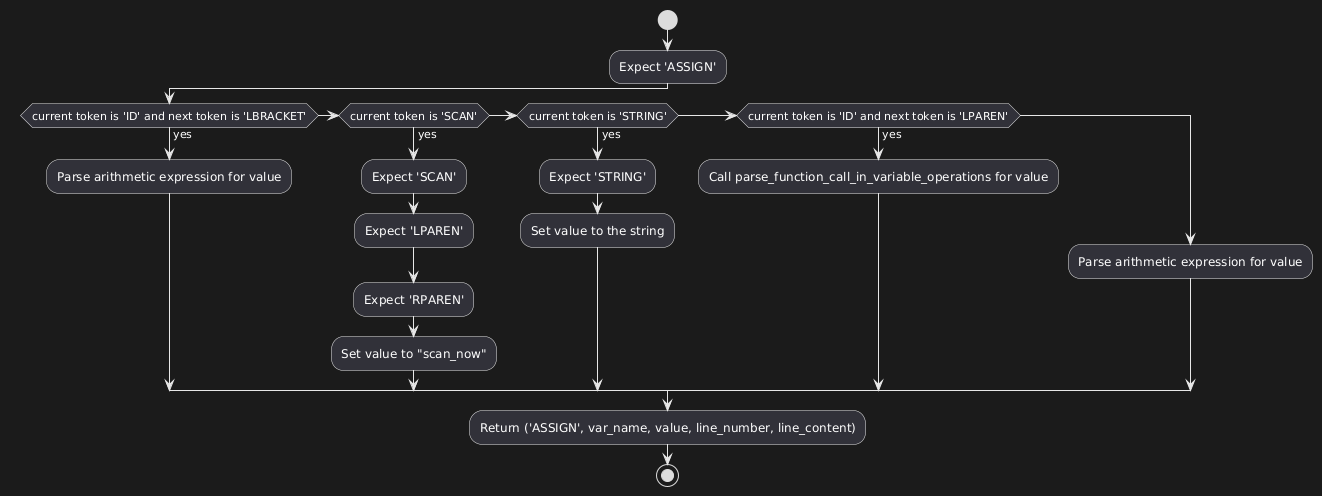 Expect 'ASSIGN'
current token is 'ID' and next token is 'LBRACKET'
current token is 'SCAN'
current token is 'STRING'
current token is 'ID' and next token is 'LPAREN'
yes
yes
yes
yes
Parse arithmetic expression for value
Expect 'SCAN'
Expect 'STRING'
Call parse_function_call_in_variable_operations for value
Expect 'LPAREN'
Set value to the string
Parse arithmetic expression for value
Expect 'RPAREN'
Set value to "scan_now"
Return ('ASSIGN', var_name, value, line_number, line_content)